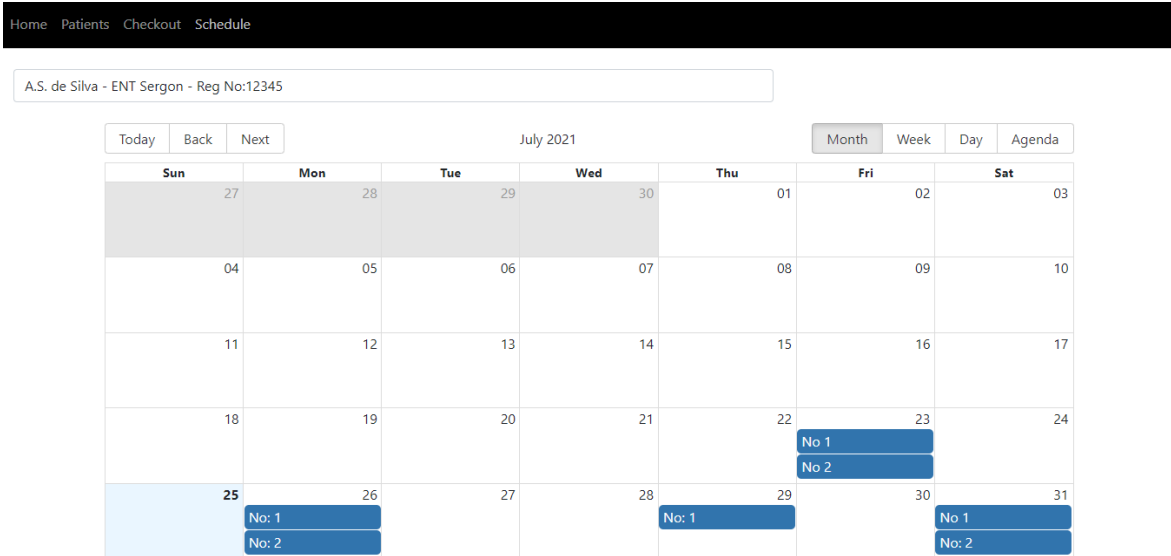 Home Patients Checkout Schedule
A.S. de Silva - ENT Sergon - Reg No:12345
Today Back Next July 2021 Month Week Day Agenda
Sun Mon Tue Wed Thu Fri Sat
27 28 29 30 01 02 03
04 05 06 07 08 09 10
11 12 13 14 15 16 17
18 19 20 21 22 23 24
No 1
No 2
25 26 27 28 29 30 31
No: 1 No: 1 No 1
No: 2 No: 2